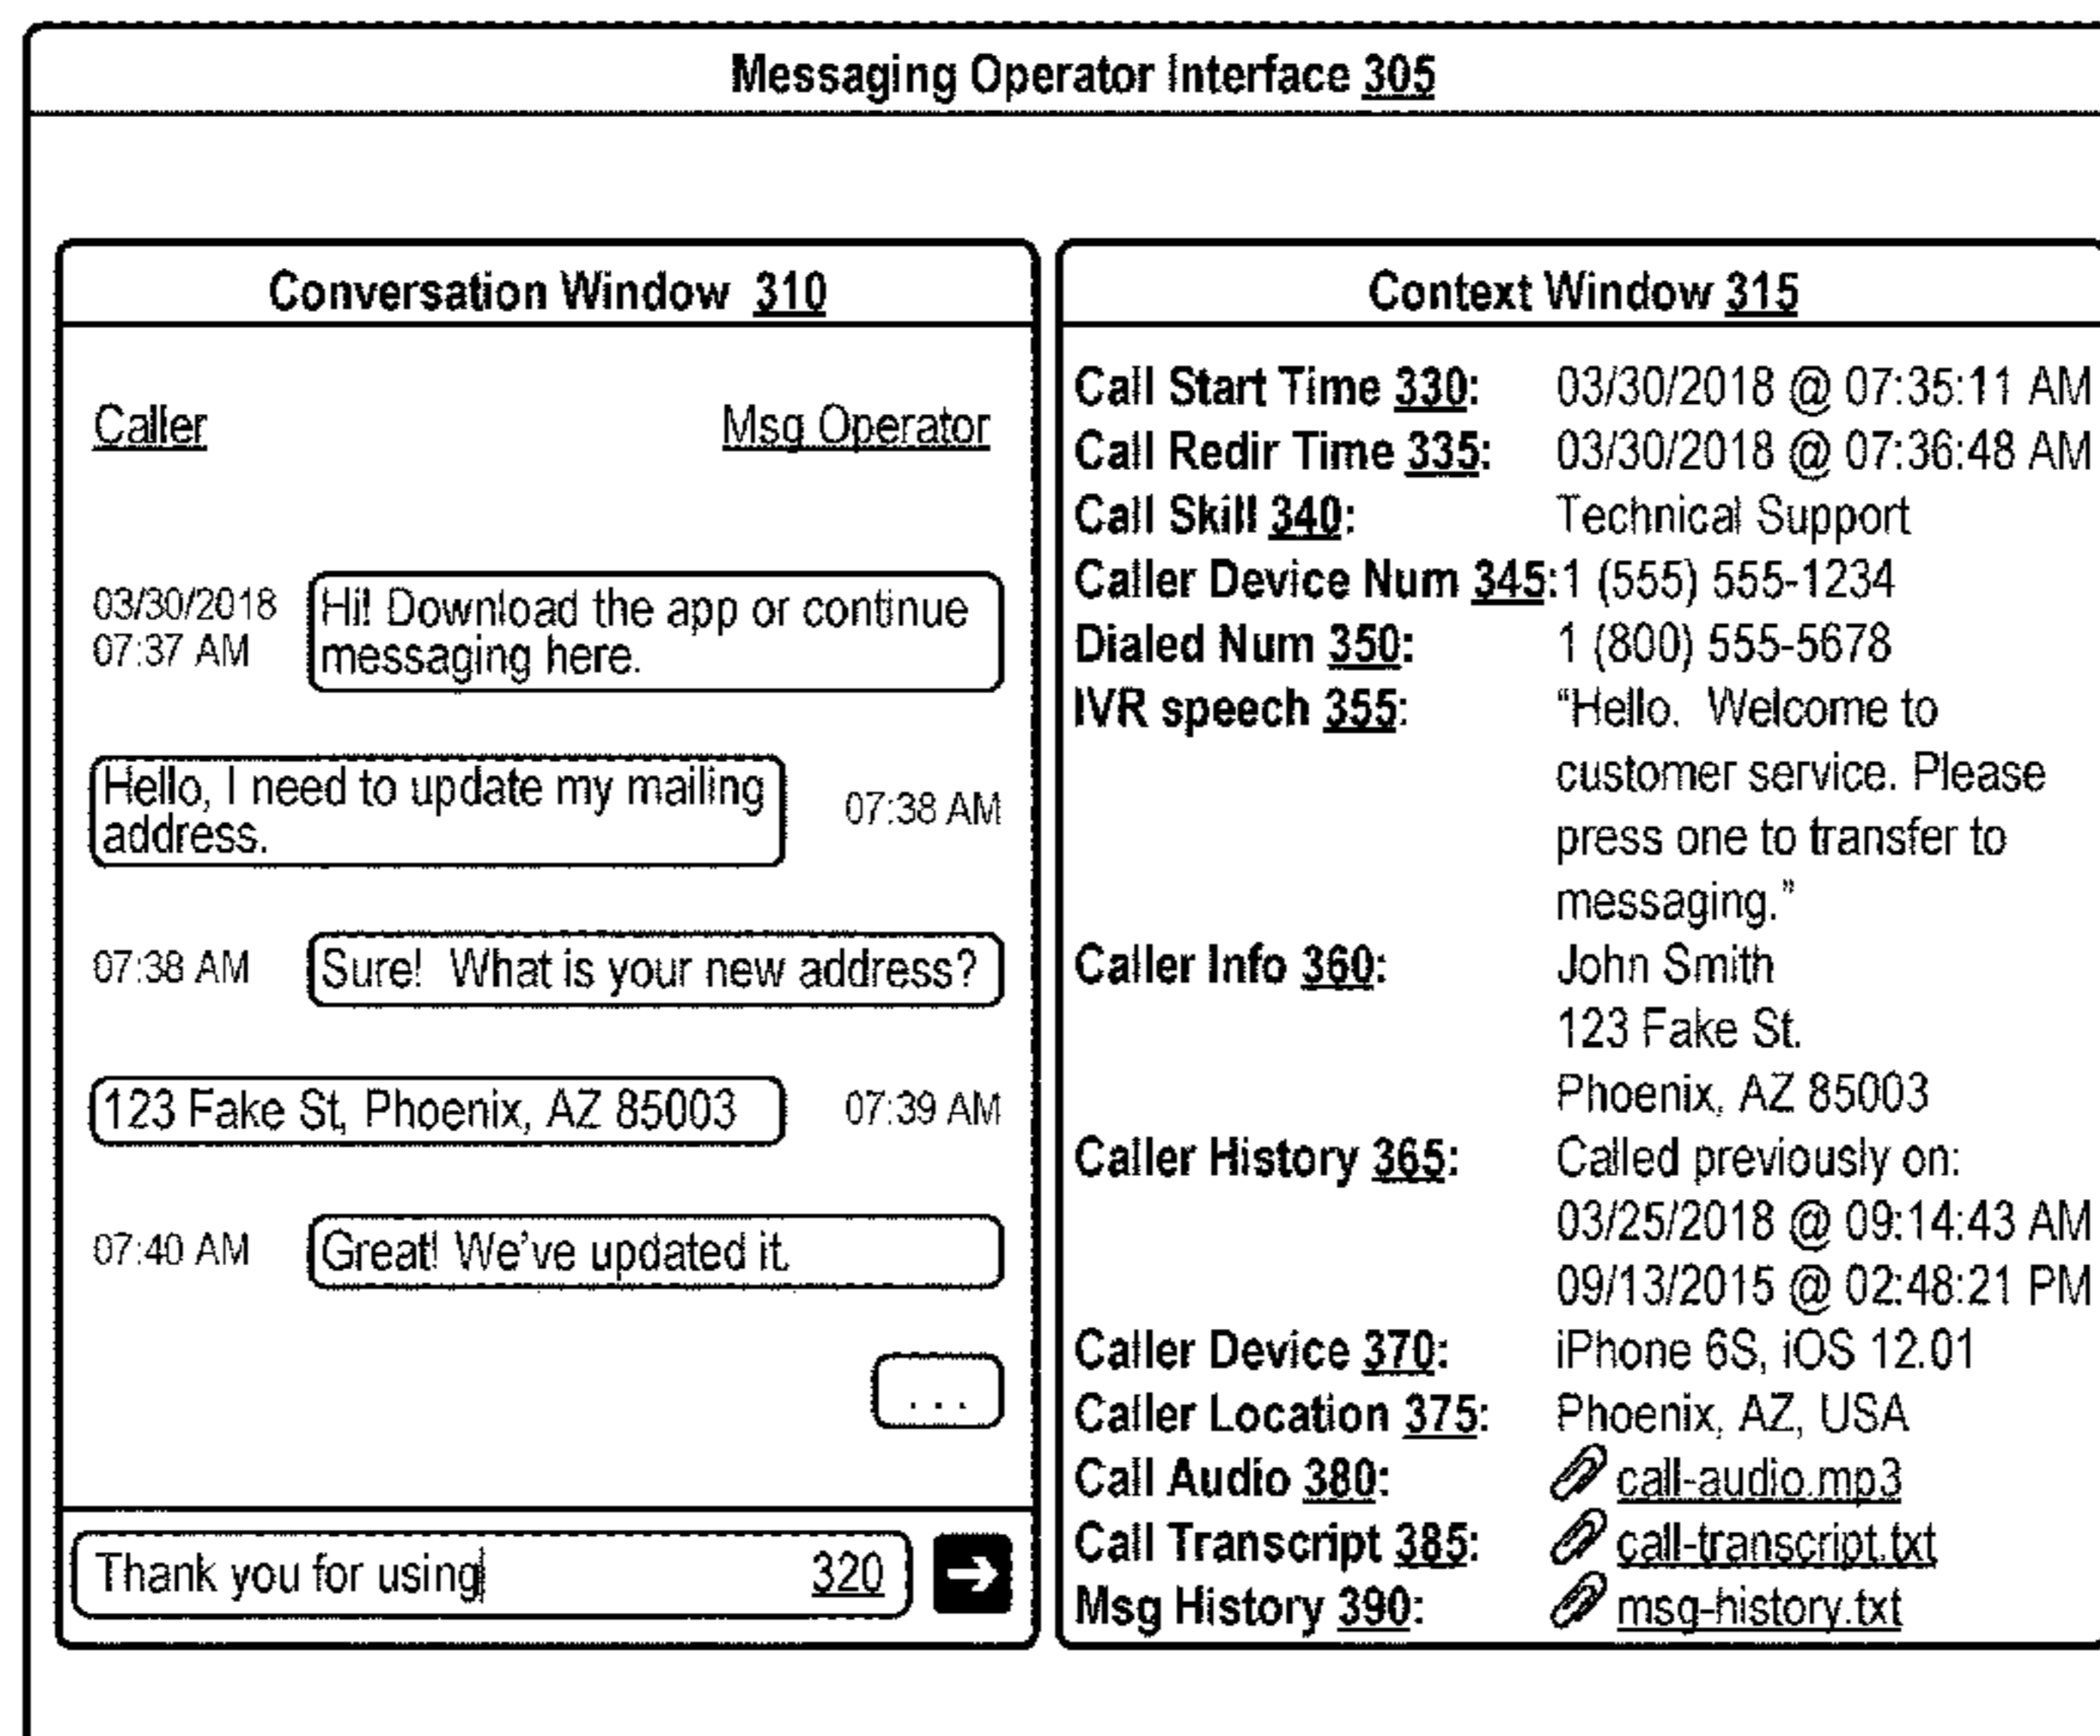 Messaging Operator Interface 305
Conversation Window 310
Caller
Msg Operator
03/30/2018
07:37 AM
Hi! Download the app or continue
messaging here.
Hello, I need to update my mailing
address.
07:38 AM
07:38 AM
Sure! What is your new address?
123 Fake St, Phoenix, AZ 85003
07:39 AM
07:40 AM
Great! We've updated it.
...
Thank you for using
320
Context Window 315
Call Start Time 330: 03/30/2018 @ 07:35:11 AM
Call Redir Time 335: 03/30/2018 @ 07:36:48 AM
Call Skill 340: Technical Support
Caller Device Num 345: 1 (555) 555-1234
Dialed Num 350: 1 (800) 555-5678
IVR speech 355: “Hello. Welcome to
customer service. Please
press one to transfer to
messaging.”
Caller Info 360: John Smith
123 Fake St.
Phoenix, AZ 85003
Caller History 365: Called previously on:
03/25/2018 @ 09:14:43 AM
09/13/2015 @ 02:48:21 PM
Caller Device 370: iPhone 6S, iOS 12.01
Caller Location 375: Phoenix, AZ, USA
Call Audio 380: call-audio.mp3
Call Transcript 385: call-transcript.txt
Msg History 390: msg-history.txt